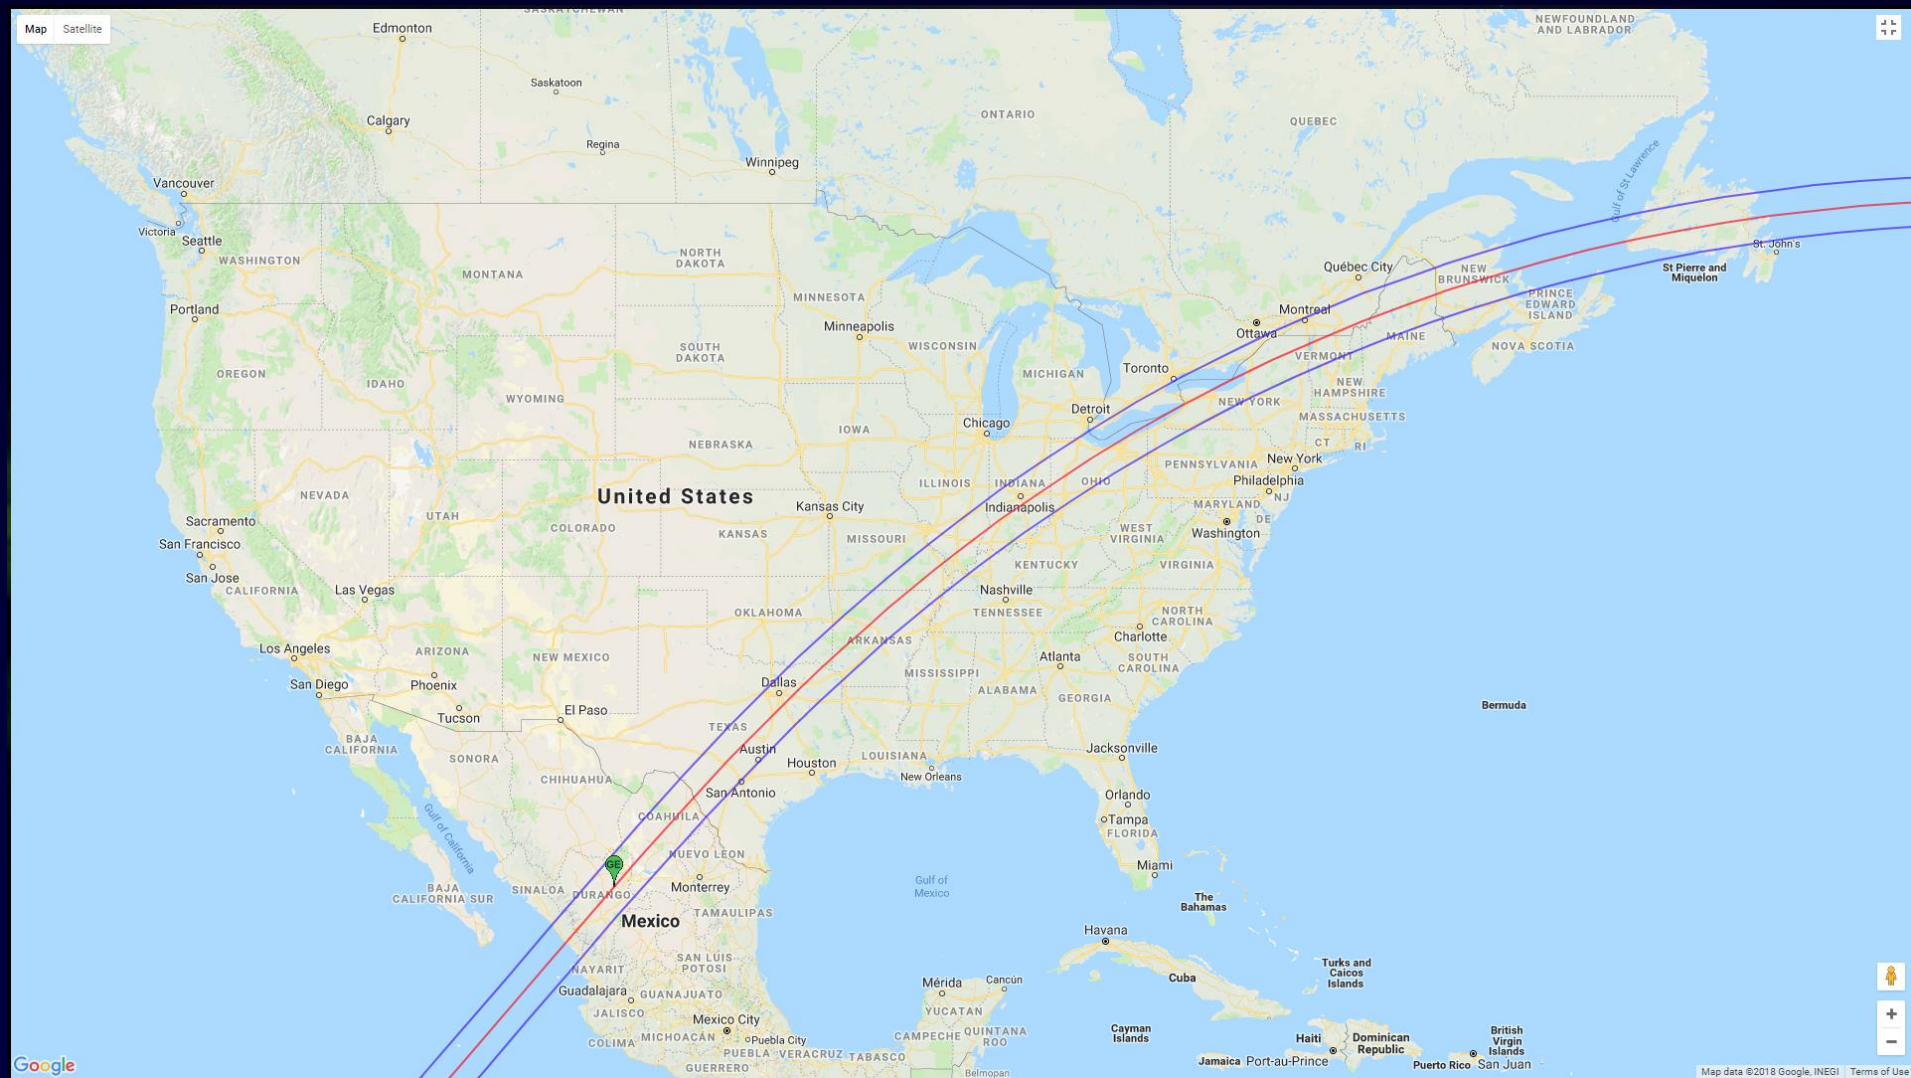 Map Satellite
SASKATCHEWAN
NEWFOUNDLAND
AND LABRADOR
Edmonton
Saskatoon
ONTARIO
QUEBEC
Calgary
Regina
Winnipeg
Gulf of St Lawrence
Vancouver
Victoria
Seattle
WASHINGTON
MONTANA
NORTH
DAKOTA
Québec City
NEW
BRUNSWICK
St Pierre and
Miquelon
St. John's
MINNESOTA
PRINCE
EDWARD
ISLAND
Portland
Montreal
Ottawa
Minneapolis
WISCONSIN
MAINE
NOVA SCOTIA
SOUTH
DAKOTA
VERMONT
OREGON
IDAHO
MICHIGAN
Toronto
NEW
HAMPSHIRE
WYOMING
NEW YORK
Detroit
MASSACHUSETTS
Chicago
IOWA
CT
RI
NEBRASKA
New York
PENNSYLVANIA
Philadelphia
ILLINOIS
INDIANA
OHIO
NEVADA
United States
NJ
Kansas City
Indianapolis
MARYLAND
UTAH
COLORADO
DE
Sacramento
WEST
VIRGINIA
Washington
KANSAS
MISSOURI
San Francisco
KENTUCKY
VIRGINIA
San Jose
CALIFORNIA
Las Vegas
Nashville
OKLAHOMA
TENNESSEE
NORTH
CAROLINA
Charlotte
ARKANSAS
Los Angeles
ARIZONA
NEW MEXICO
Atlanta
SOUTH
CAROLINA
MISSISSIPPI
San Diego
Phoenix
Dallas
ALABAMA
GEORGIA
Bermuda
Tucson
El Paso
TEXAS
BAJA
CALIFORNIA
Austin
LOUISIANA
Jacksonville
SONORA
Houston
New Orleans
CHIHUAHUA
San Antonio
Orlando
COAHUILA
Tampa
FLORIDA
Gulf of California
NUEVO LEON
GE
Miami
Gulf of
Mexico
SINALOA
DURANGO
Monterrey
BAJA
CALIFORNIA SUR
The
Bahamas
Mexico
TAMAULIPAS
Havana
SAN LUIS
POTOSI
NAYARIT
Turks and
Caicos
Islands
Cuba
Mérida
Cancún
Guadalajara
GUANAJUATO
YUCATAN
JALISCO
Mexico City
CAMPECHE
QUINTANA
ROO
Cayman
Islands
COLIMA
MICHOACÁN
Puebla City
Haiti
Dominican
Republic
British
Virgin
Islands
PUEBLA
VERACRUZ
TABASCO
Jamaica
Port-au-Prince
Puerto Rico
San Juan
GUERRERO
Belmopan
+
−
Google
Map data ©2018 Google, INEGI
Terms of Use